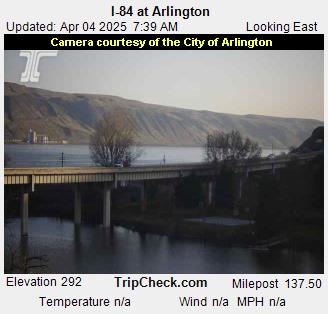 I-84 at Arlington
Updated: Apr 04 2025 7:39 AM Looking East
Camera courtesy of the City of Arlington
Elevation 292 TripCheck.com Milepost 137.50
Temperature n/a Wind n/a MPH n/a